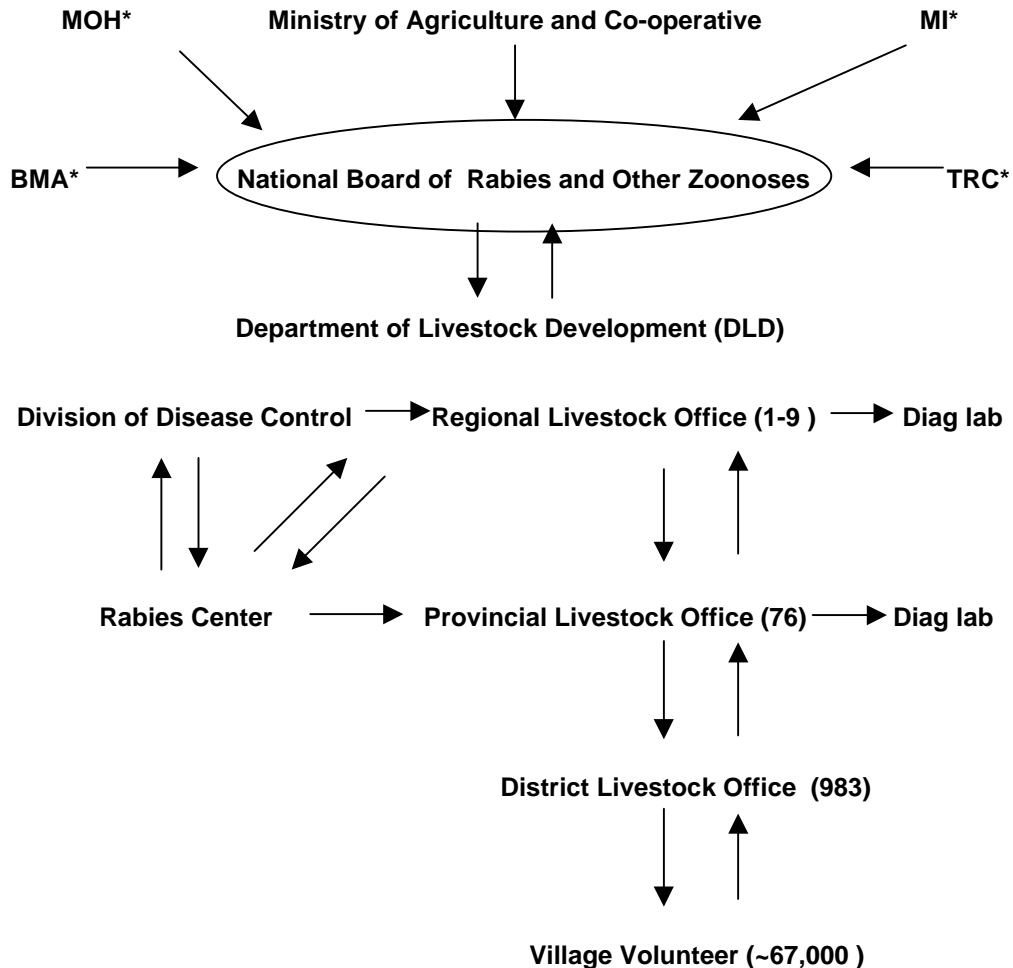 MOH* Ministry of Agriculture and Co-operative MI*
BMA* National Board of Rabies and Other Zoonoses TRC*
Department of Livestock Development (DLD)
Division of Disease Control Regional Livestock Office (1-9 ) Diag lab
Rabies Center Provincial Livestock Office (76) Diag lab
District Livestock Office (983)
Village Volunteer (~67,000 )